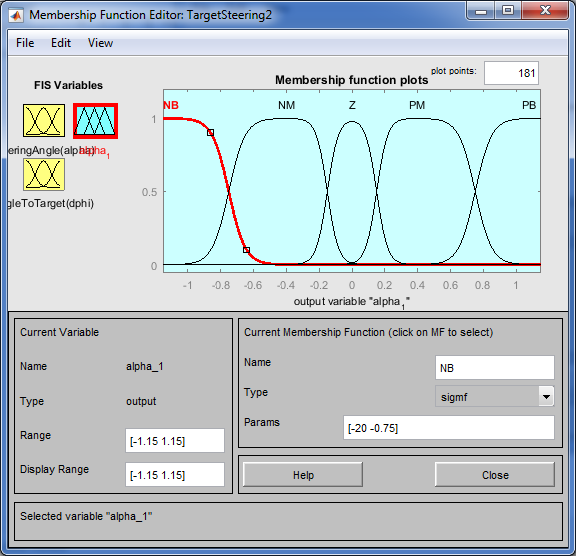 Membership Function Editor: TargetSteering2
File Edit View
FIS Variables
eringAngle(alpha)
alpha1
gleToTarget(dphi)
Membership function plots
plot points: 181
NB NM Z PM PB
1
0.5
0
-1 -0.8 -0.6 -0.4 -0.2 0 0.2 0.4 0.6 0.8 1
output variable "alpha1"
Current Variable
Name alpha_1
Type output
Range [-1.15 1.15]
Display Range [-1.15 1.15]
Current Membership Function (click on MF to select)
Name NB
Type sigmf
Params [-20 -0.75]
Help Close
Selected variable "alpha_1"